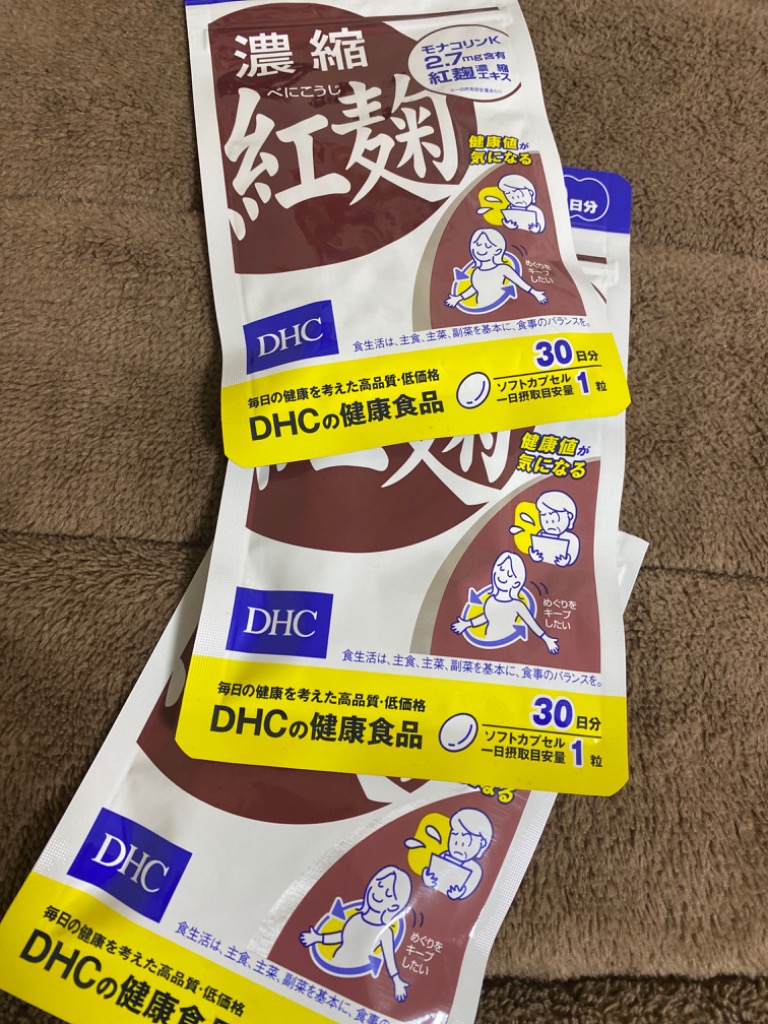 濃縮
べにこうじ
紅麹
モナコリンK
2.7mg含有
紅麹濃縮
エキス
健康値が
気になる
めぐりを
キープ
したい
DHC
食生活は、主食、主菜、副菜を基本に、食事のバランスを。
毎日の健康を考えた高品質・低価格
DHCの健康食品
30日分
ソフトカプセル
一日摂取目安量1粒
日分
健康値が
気になる
めぐりを
キープ
したい
DHC
食生活は、主食、主菜、副菜を基本に、食事のバランスを。
毎日の健康を考えた高品質・低価格
DHCの健康食品
30日分
ソフトカプセル
一日摂取目安量1粒
なる
めぐりを
キープ
したい
DHC
食生活は、主食、主菜、副菜を基本に、食事の
毎日の健康を考えた高品質・低価格
DHCの健康食品